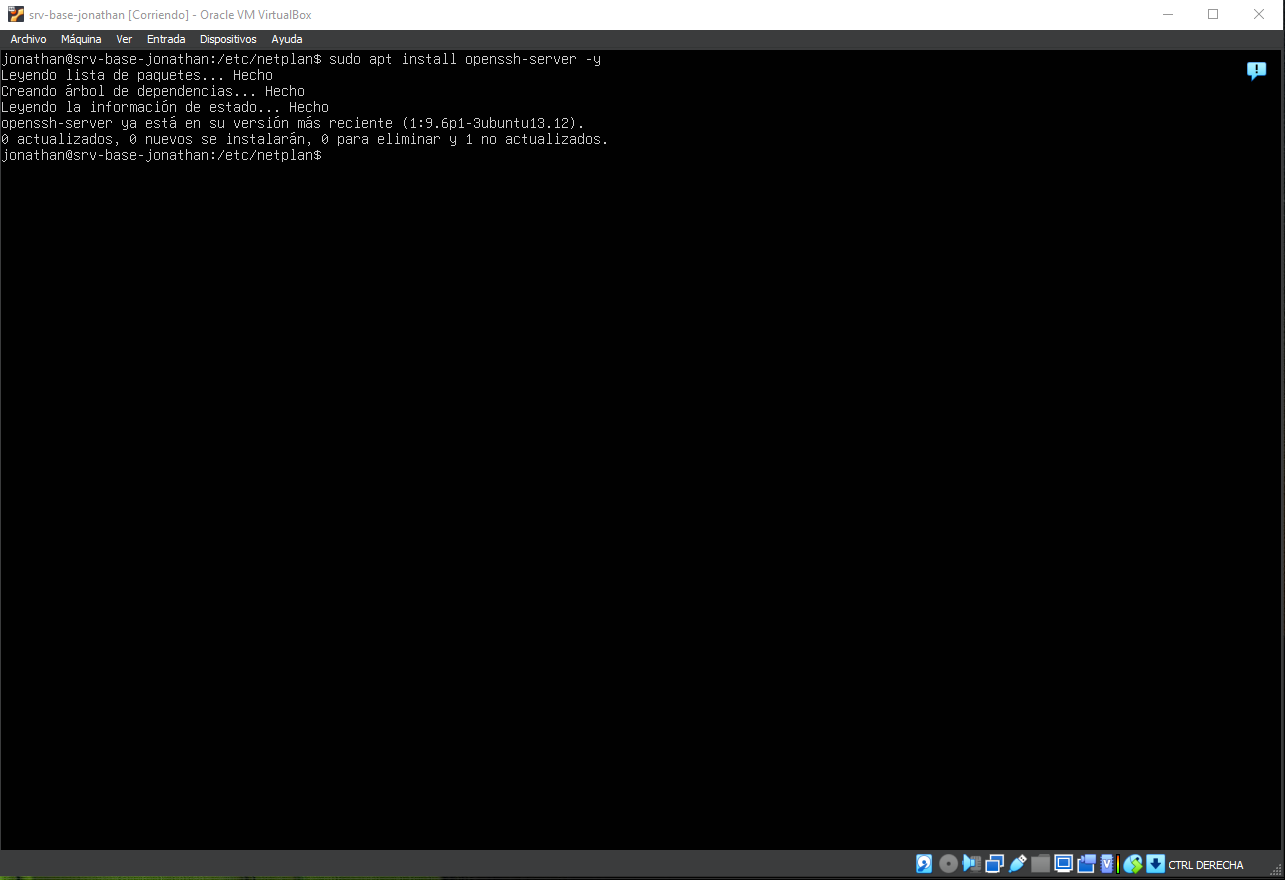 srv-base-jonathan [Corriendo] - Oracle VM VirtualBox
Archivo Máquina Ver Entrada Dispositivos Ayuda
jonathan@srv-base-jonathan:/etc/netplan$ sudo apt install openssh-server -y
Leyendo lista de paquetes... Hecho
Creando árbol de dependencias... Hecho
Leyendo la información de estado... Hecho
openssh-server ya está en su versión más reciente (1:9.6p1-3ubuntu13.12).
0 actualizados, 0 nuevos se instalarán, 0 para eliminar y 1 no actualizados.
jonathan@srv-base-jonathan:/etc/netplan$
CTRL DERECHA